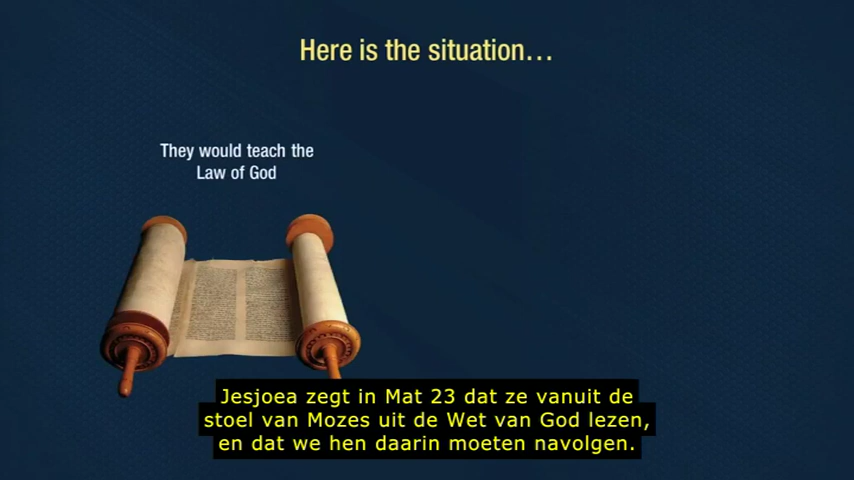 Here is the situation…
They would teach the
Law of God
Jesjoea zegt in Mat 23 dat ze vanuit de
stoel van Mozes uit de Wet van God lezen,
en dat we hen daarin moeten navolgen.